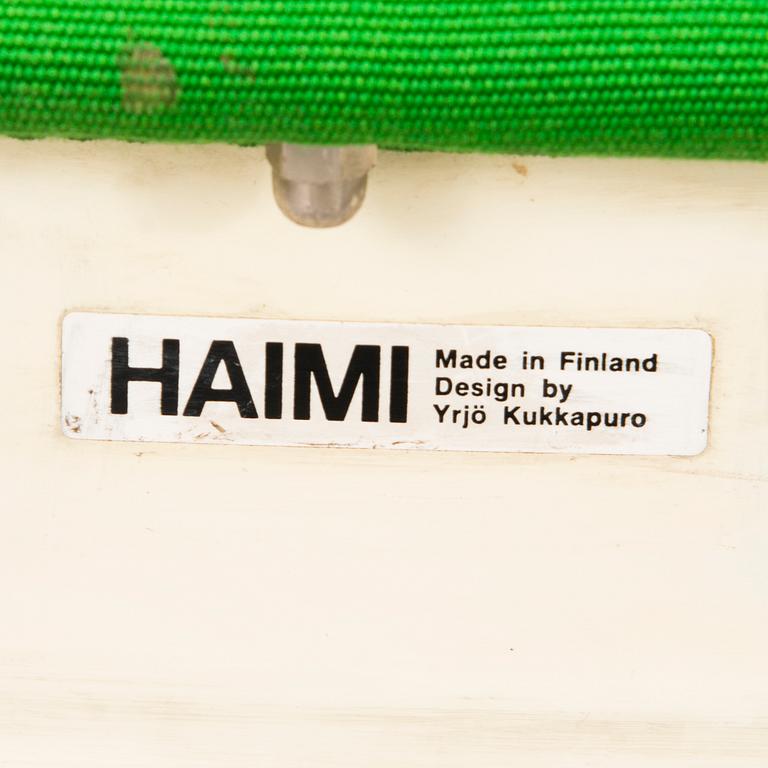 HAIMI
Made in Finland
Design by
Yrjö Kukkapuro